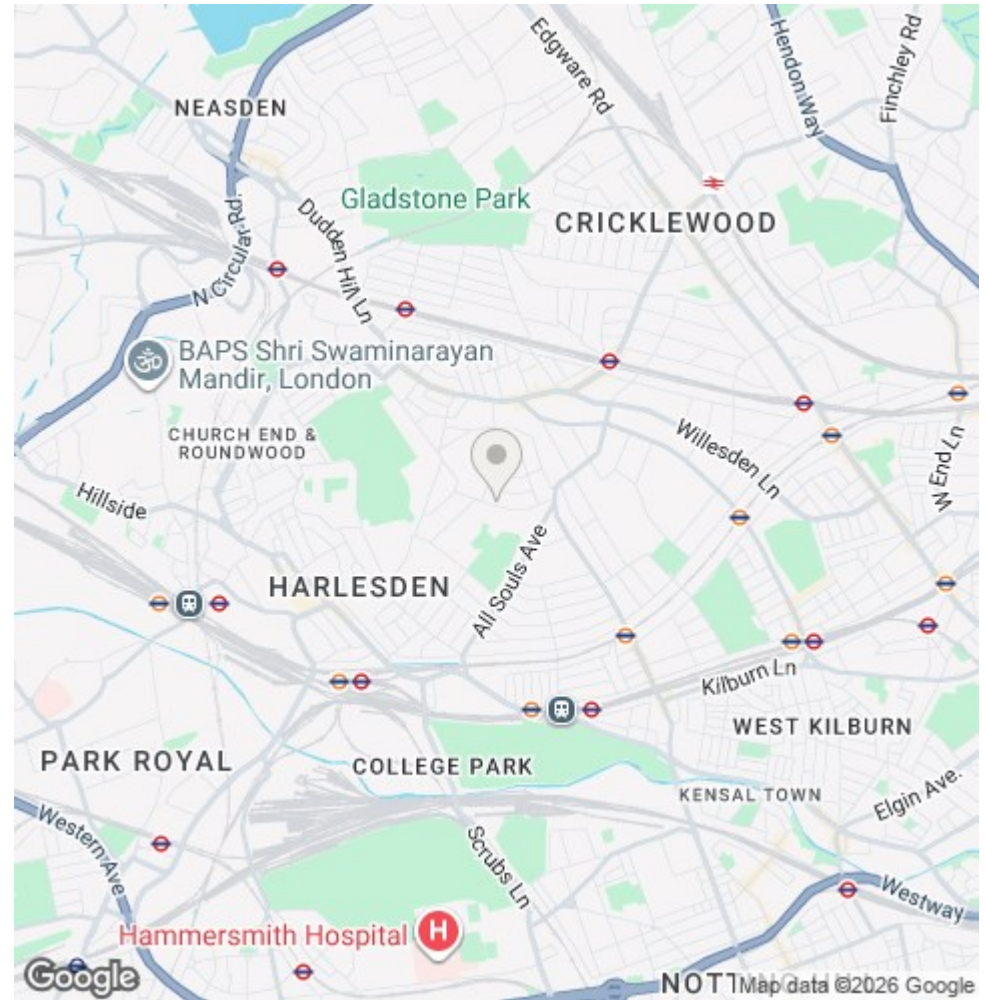 Edgware Rd
Hendon Way
Finchley Rd
NEASDEN
Gladstone Park
CRICKLEWOOD
Dudden Hill Ln
N Circular Rd.
BAPS Shri Swaminarayan
Mandir, London
CHURCH END &
ROUNDWOOD
Willesden Ln
W End Ln
Hillside
All Souls Ave
HARLESDEN
Kilburn Ln
WEST KILBURN
PARK ROYAL
COLLEGE PARK
KENSAL TOWN
Elgin Ave.
Western Ave
Scrubs Ln
Westway
Hammersmith Hospital
H
Google
Map data ©2026 Google